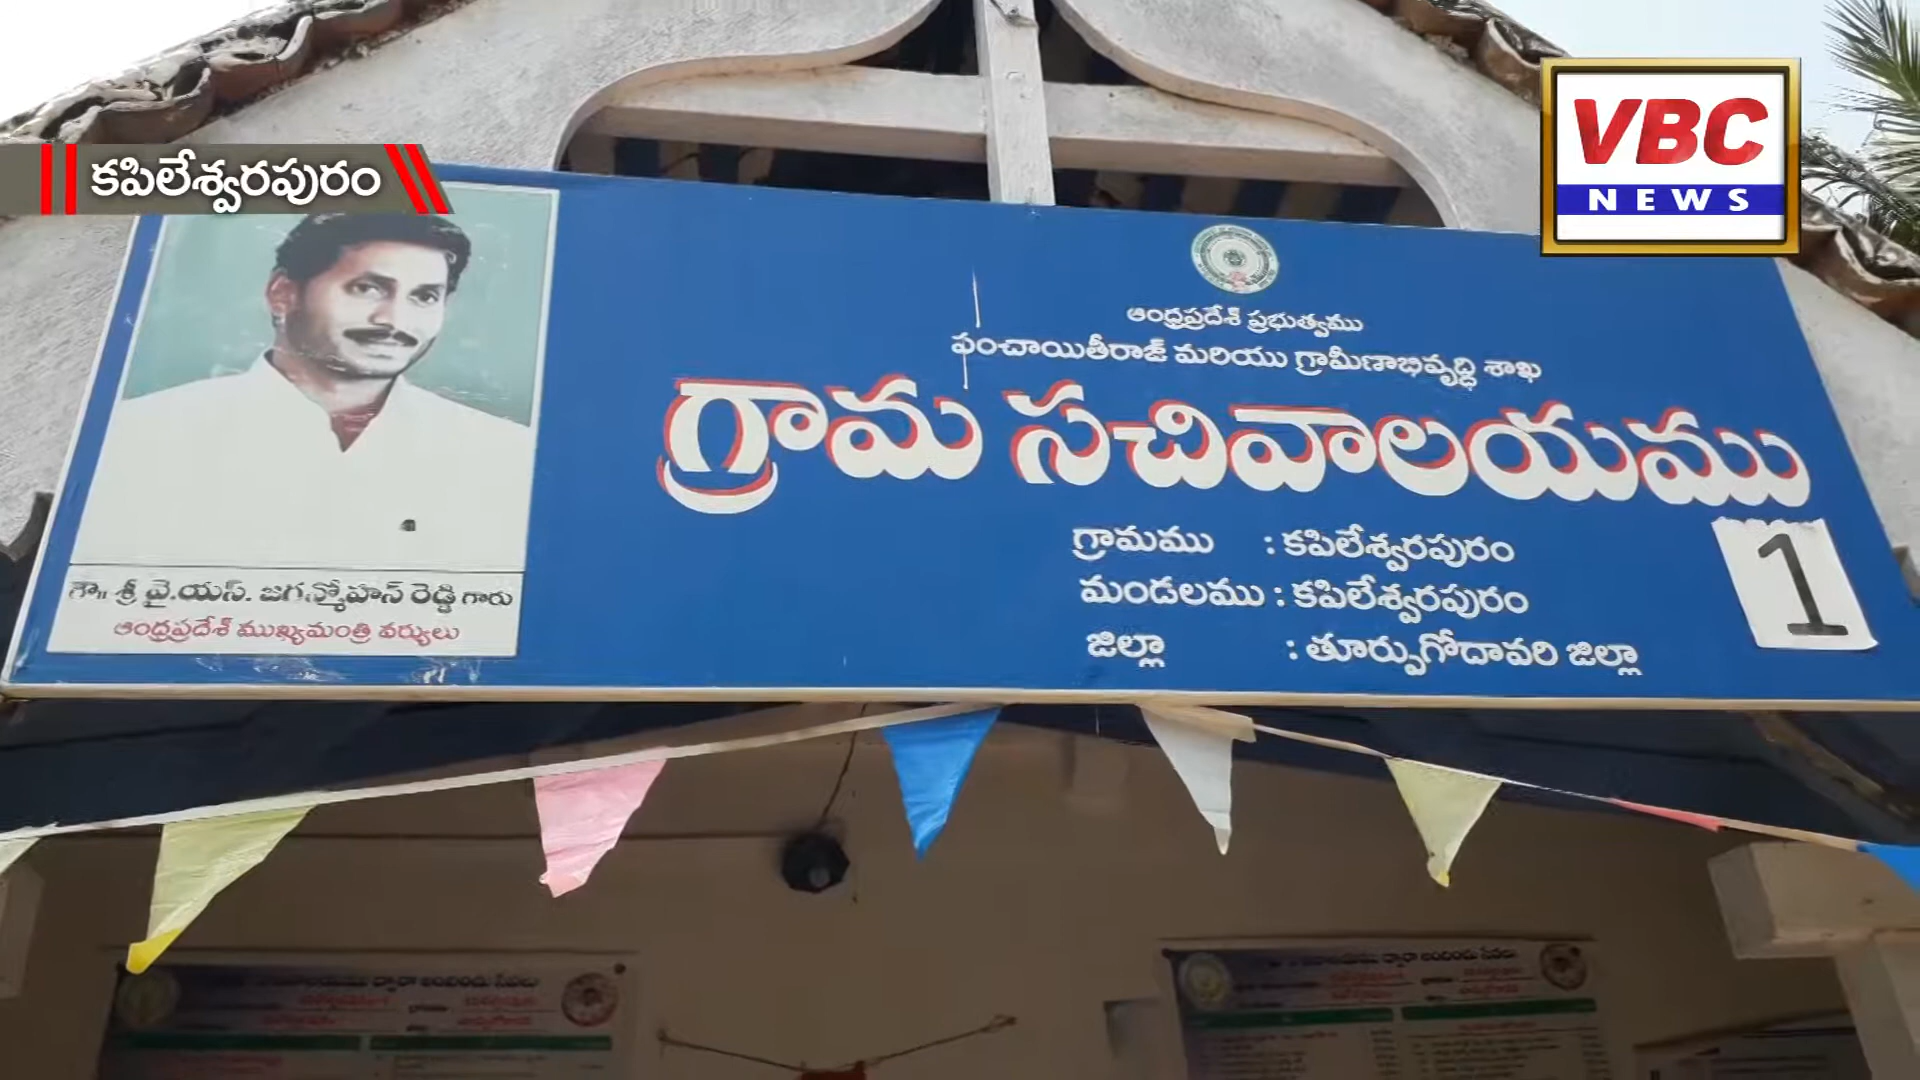 కపిలేశ్వరపురం
VBC
NEWS
ఆంధ్రప్రదేశ్ ప్రభుత్వము
పంచాయితీరాజ్ మరియు గ్రామీణాభివృద్ధి శాఖ
గ్రామ సచివాలయము
గ్రామము : కపిలేశ్వరపురం
మండలము : కపిలేశ్వరపురం
జిల్లా : తూర్పుగోదావరి జిల్లా
1
గౌ॥ శ్రీ వై.యస్. జగన్మోహన్ రెడ్డి గారు
ఆంధ్రప్రదేశ్ ముఖ్యమంత్రి వర్యులు